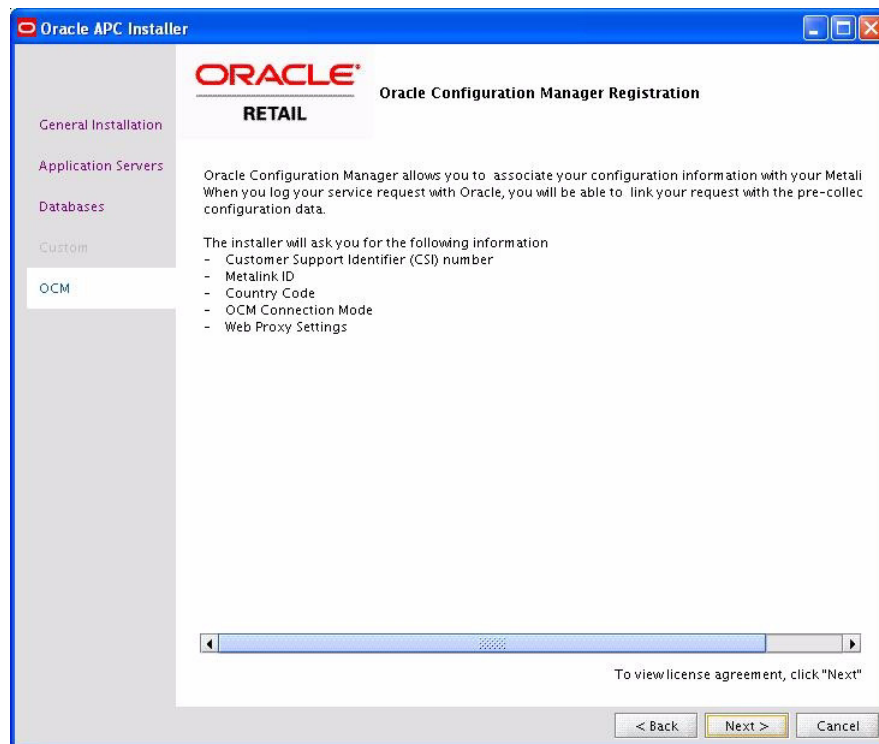 Oracle APC Installer
ORACLE
RETAIL
Oracle Configuration Manager Registration
General Installation
Application Servers
Databases
Custom
OCM
Oracle Configuration Manager allows you to associate your configuration information with your Metali
When you log your service request with Oracle, you will be able to link your request with the pre-collec
configuration data.
The installer will ask you for the following information
- Customer Support Identifier (CSI) number
- Metalink ID
- Country Code
- OCM Connection Mode
- Web Proxy Settings
To view license agreement, click "Next"
< Back
Next >
Cancel